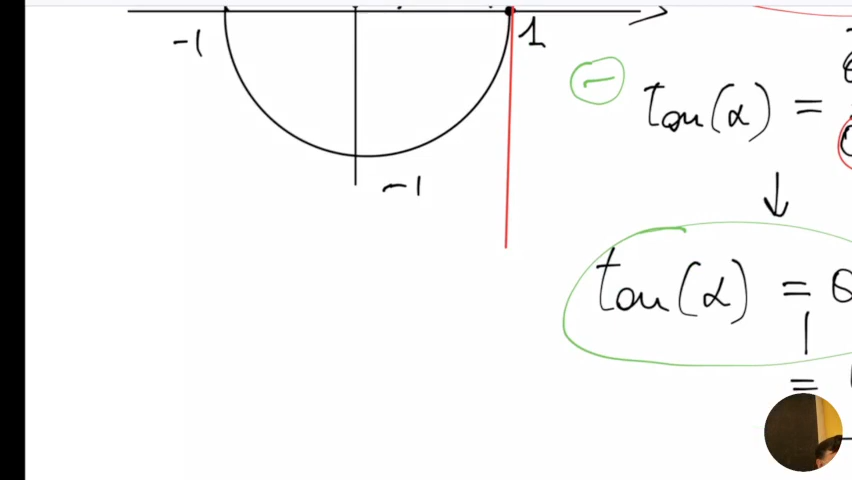 -1
1
-
tan(α) =
-1
tan(α) =
=